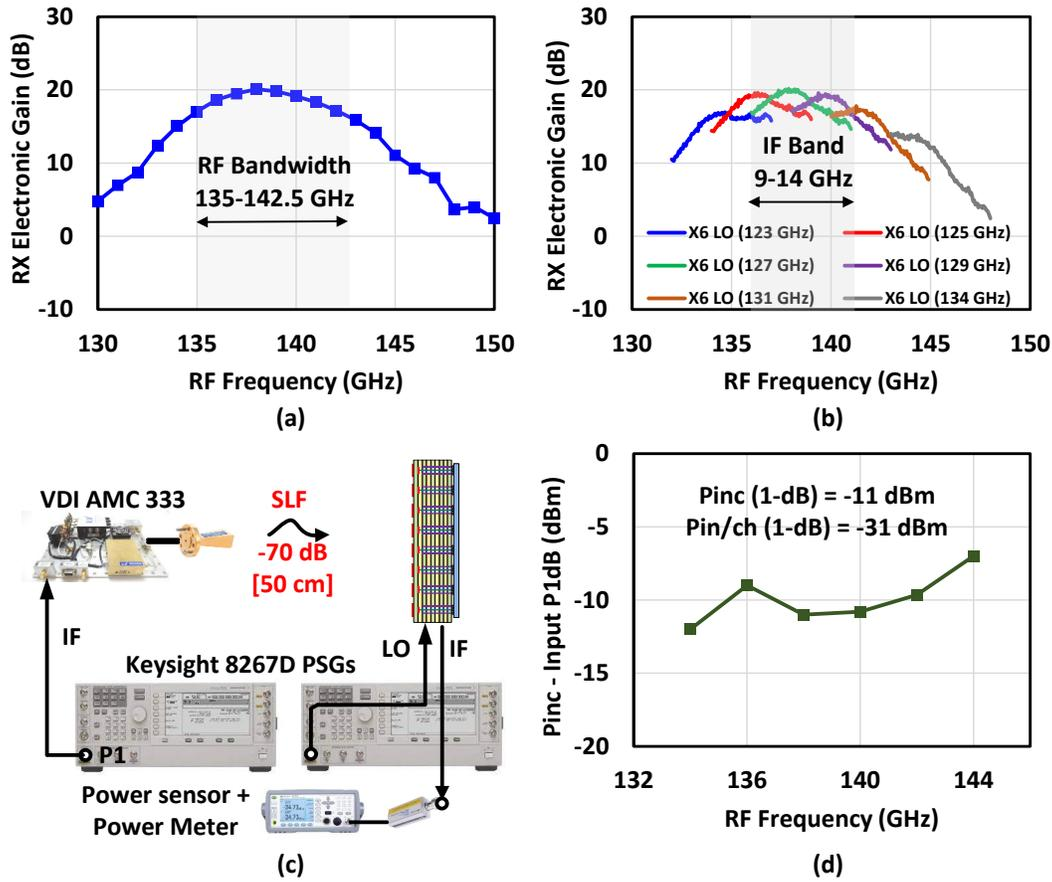 30
20
10
0
-10
RX Electronic Gain (dB)
RF Bandwidth
135-142.5 GHz
130
135
140
145
150
RF Frequency (GHz)
(a)
30
20
10
0
-10
RX Electronic Gain (dB)
IF Band
9-14 GHz
X6 LO (123 GHz)
X6 LO (125 GHz)
X6 LO (127 GHz)
X6 LO (129 GHz)
X6 LO (131 GHz)
X6 LO (134 GHz)
130
135
140
145
150
RF Frequency (GHz)
(b)
VDI AMC 333
SLF
-70 dB
[50 cm]
IF
LO
IF
Keysight 8267D PSGs
P1
Power sensor +
Power Meter
(c)
0
-5
-10
-15
-20
Pinc - Input P1dB (dBm)
Pinc (1-dB) = -11 dBm
Pin/ch (1-dB) = -31 dBm
132
136
140
144
RF Frequency (GHz)
(d)